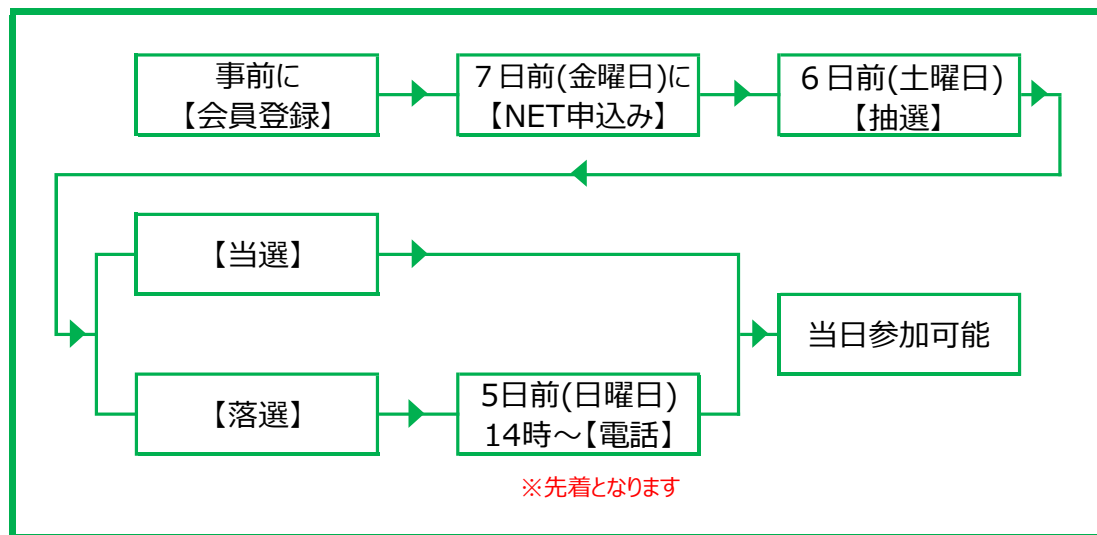 事前に
【会員登録】
７日前(金曜日)に
【NET申込み】
６日前(土曜日)
【抽選】
【当選】
【落選】
5日前(日曜日)
14時～【電話】
当日参加可能
※先着となります